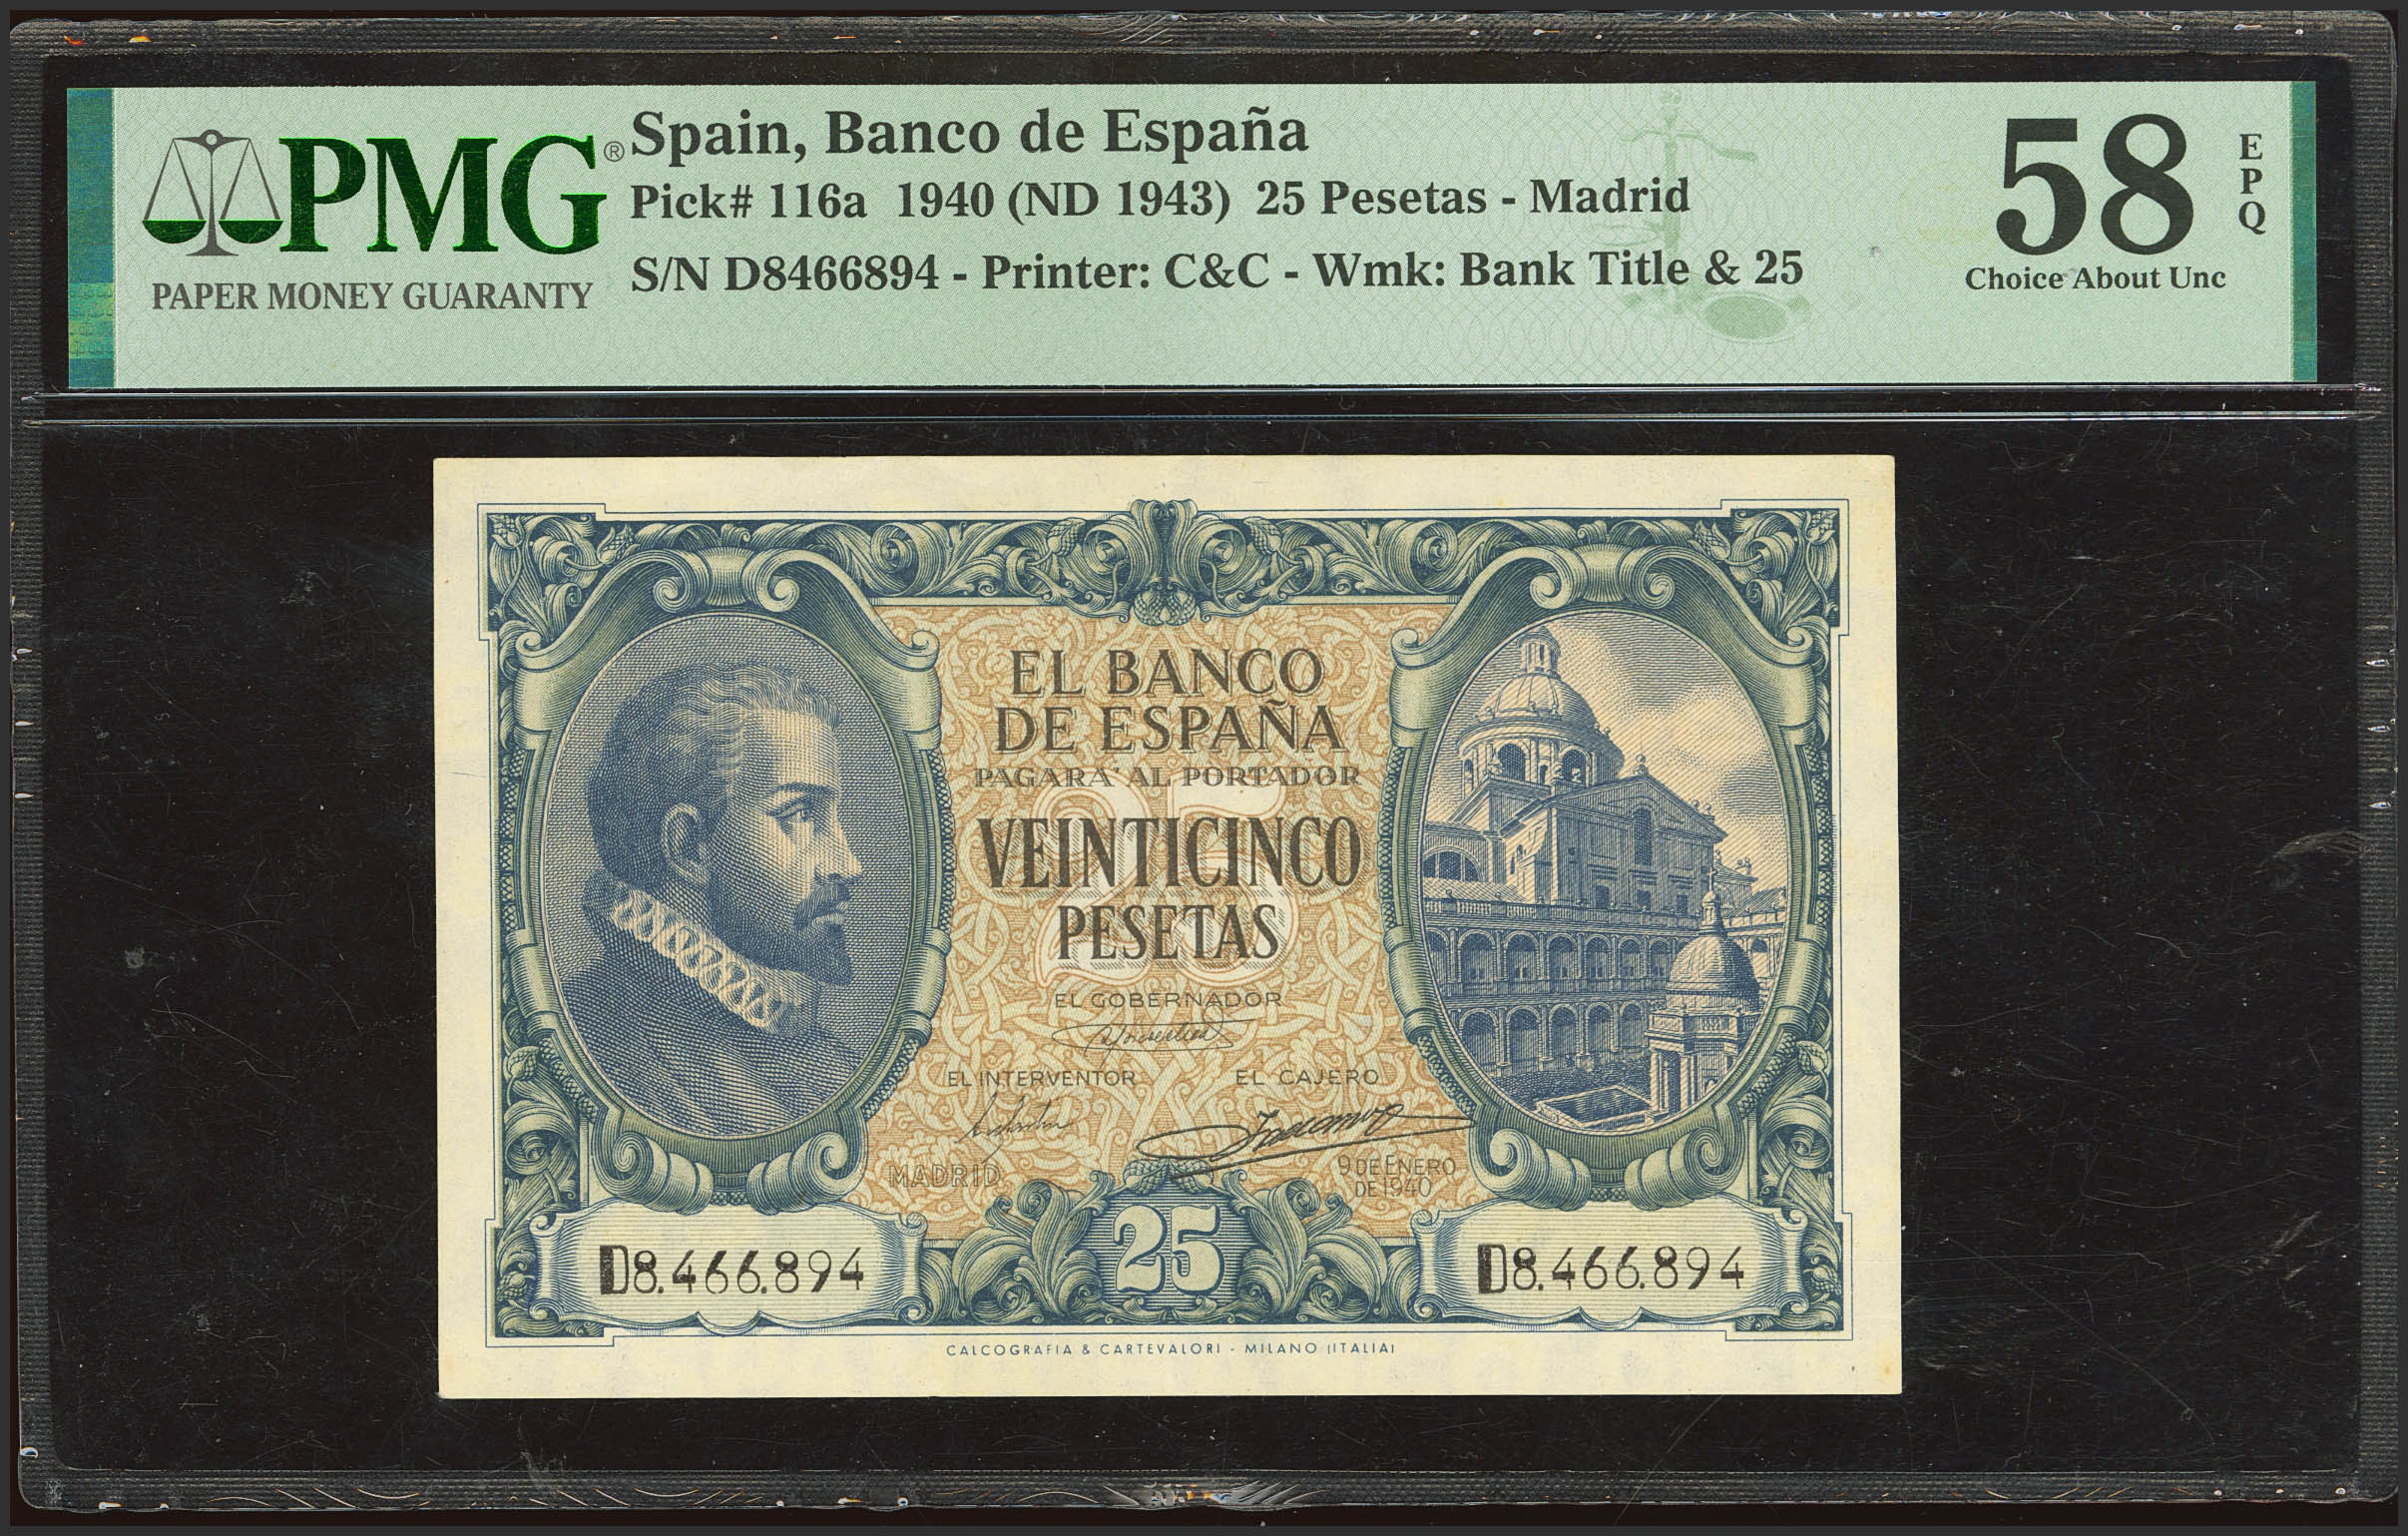 PMG®
PAPER MONEY GUARANTY
Spain, Banco de España
Pick# 116a 1940 (ND 1943) 25 Pesetas - Madrid
S/N D8466894 - Printer: C&C - Wmk: Bank Title & 25
58
EPQ
Choice About Unc
EL BANCO
DE ESPAÑA
PAGARA' AL PORTADOR
25
VEINTICINCO
PESETAS
EL GOBERNADOR
EL INTERVENTOR EL CAJERO
MADRID
9 DE ENERO
DE 1940
D8.466.894 25 D8.466.894
CALCOGRAFIA & CARTEVALORI - MILANO (ITALIA)